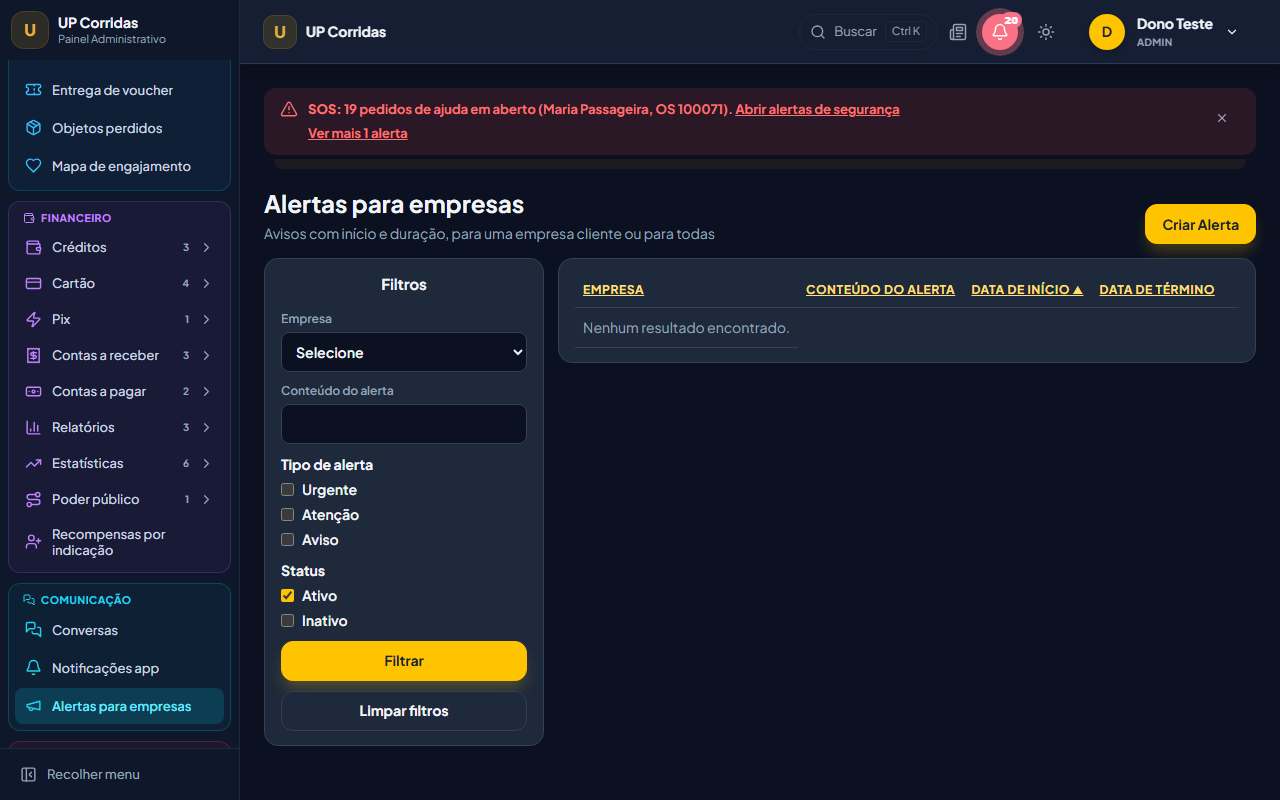 U
UP Corridas
Painel Administrativo
Entrega de voucher
Objetos perdidos
Mapa de engajamento
FINANCEIRO
Créditos 3
Cartão 4
Pix 1
Contas a receber 3
Contas a pagar 2
Relatórios 3
Estatísticas 6
Poder público 1
Recompensas por
indicação
COMUNICAÇÃO
Conversas
Notificações app
Alertas para empresas
Recolher menu
U
UP Corridas
Buscar Ctrl K
20
D
Dono Teste
ADMIN
SOS: 19 pedidos de ajuda em aberto (Maria Passageira, OS 100071). Abrir alertas de segurança
Ver mais 1 alerta
Alertas para empresas
Avisos com início e duração, para uma empresa cliente ou para todas
Criar Alerta
Filtros
Empresa
Selecione
Conteúdo do alerta
Tipo de alerta
Urgente
Atenção
Aviso
Status
Ativo
Inativo
Filtrar
Limpar filtros
EMPRESA CONTEÚDO DO ALERTA DATA DE INÍCIO ▲ DATA DE TÉRMINO
Nenhum resultado encontrado.